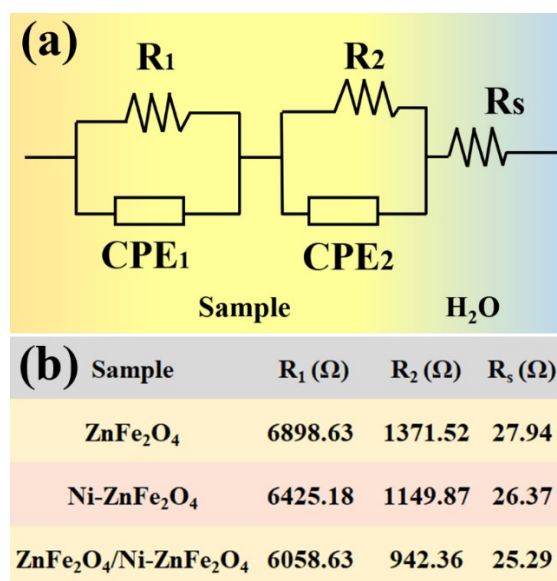 (a)
R₁ R₂ Rs
CPE₁ CPE₂
Sample H₂O
(b) Sample R₁ (Ω) R₂ (Ω) Rₛ (Ω)
ZnFe₂O₄ 6898.63 1371.52 27.94
Ni-ZnFe₂O₄ 6425.18 1149.87 26.37
ZnFe₂O₄/Ni-ZnFe₂O₄ 6058.63 942.36 25.29